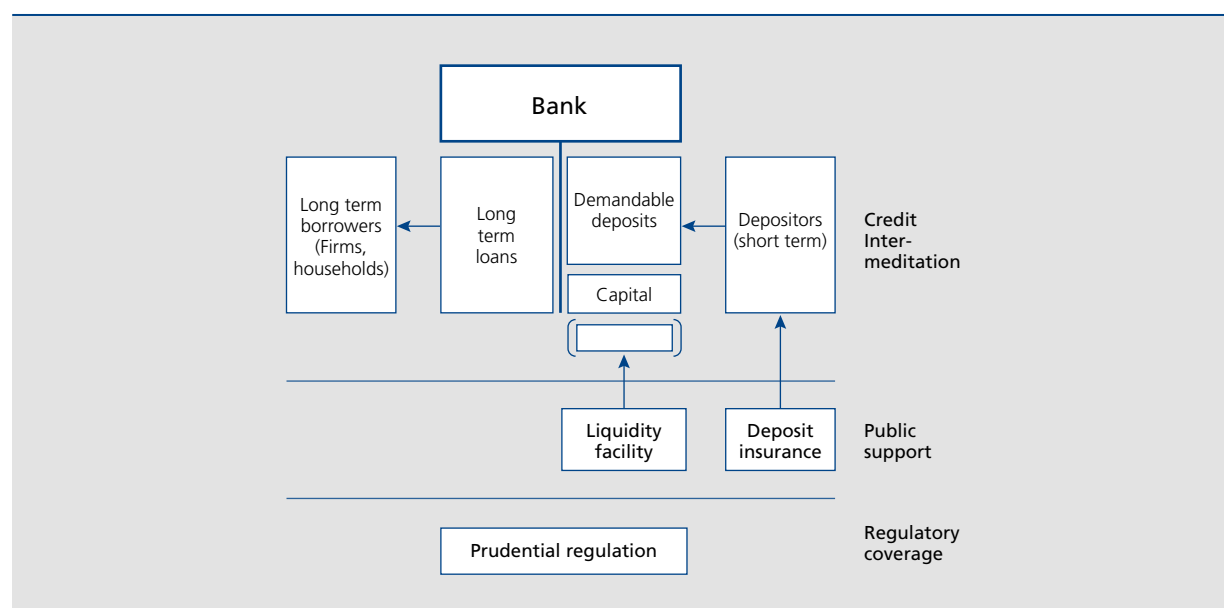 Bank
Long term
borrowers
(Firms,
households)
Long
term
loans
Demandable
deposits
Capital
Depositors
(short term)
Credit
Inter-
meditation
Liquidity
facility
Deposit
insurance
Public
support
Prudential regulation
Regulatory
coverage